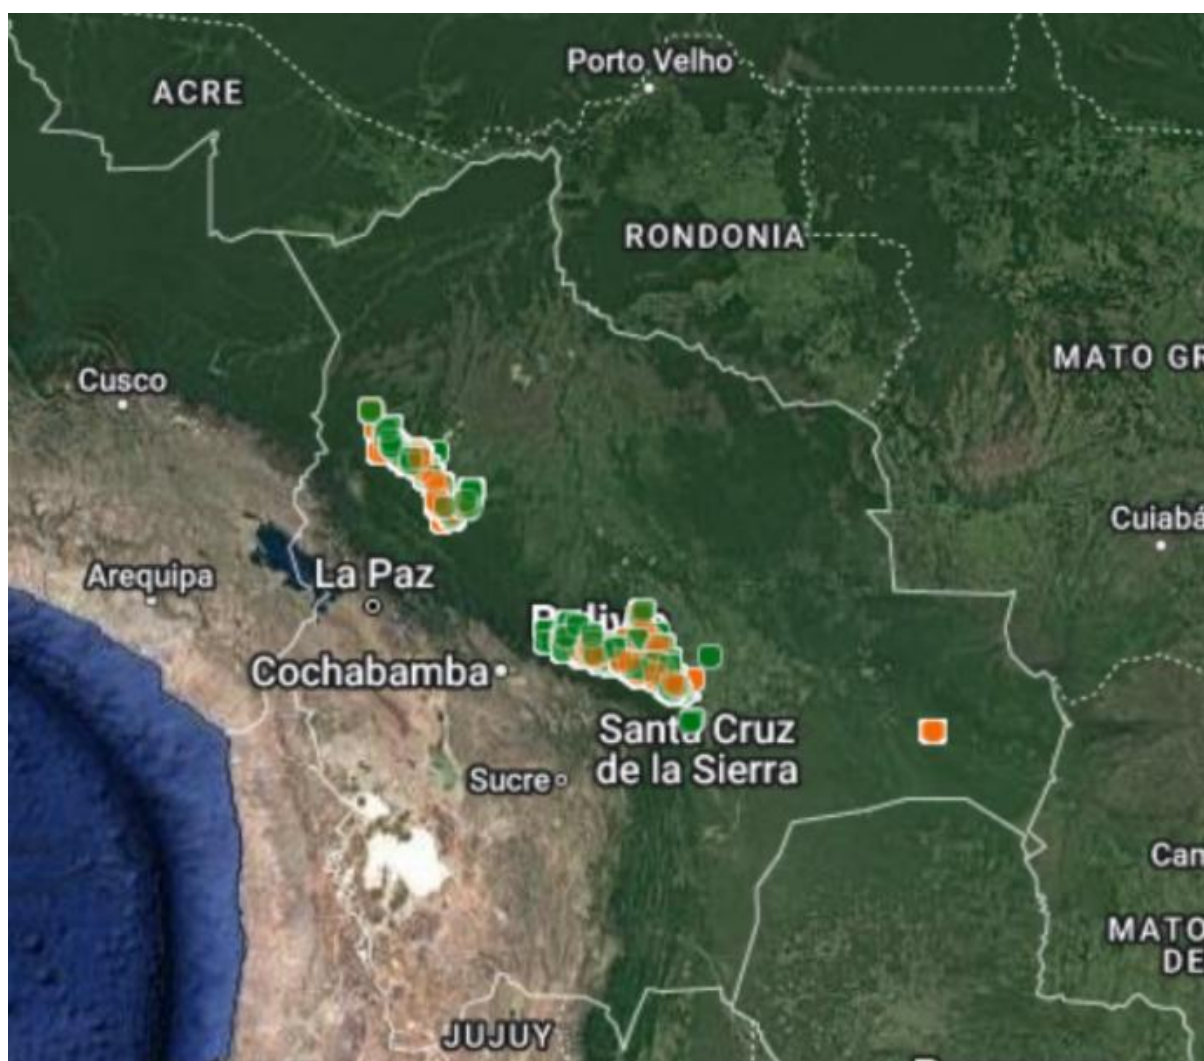 Porto Velho
ACRE
RONDONIA
MATO GR
Cusco
Cuiabá
Arequipa
La Paz
Cochabamba
Santa Cruz
de la Sierra
Sucre
Can
MATO
DE
JUJUY